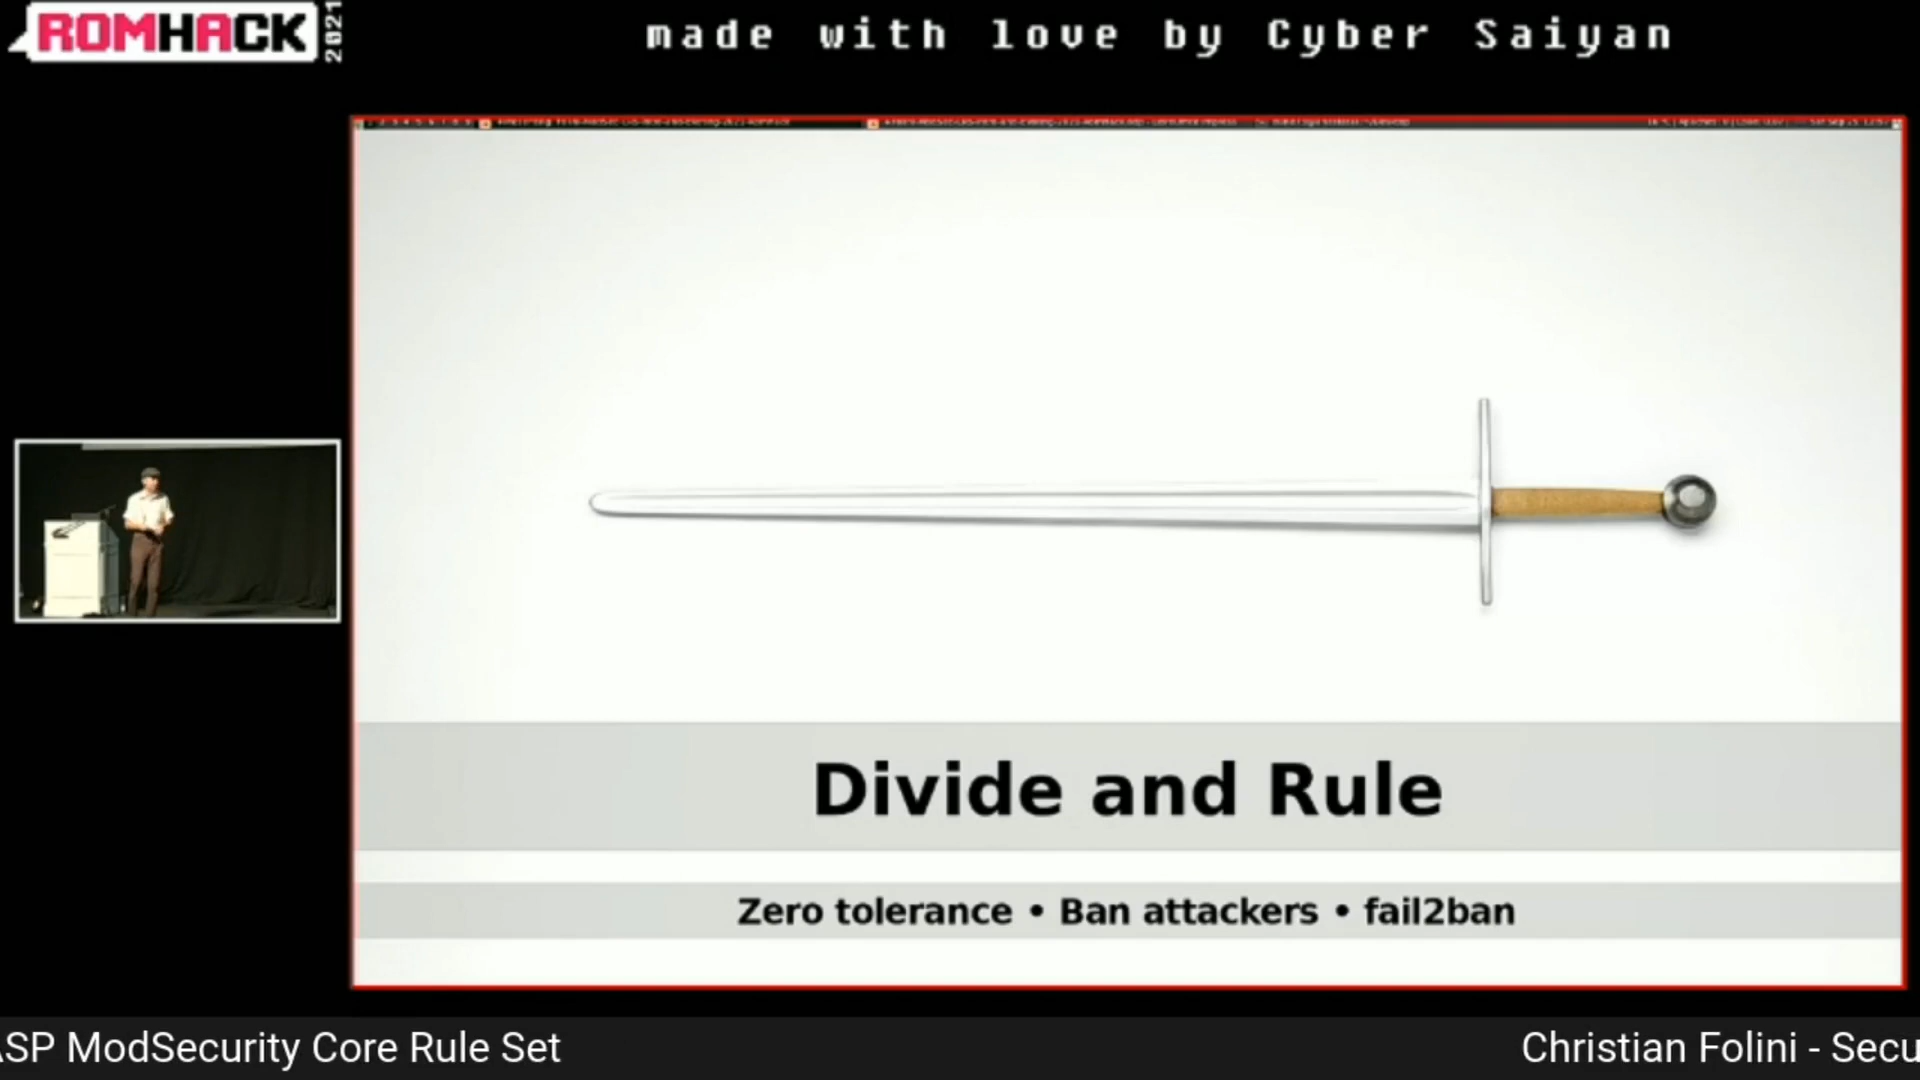 ROMHACK
2021
made with love by Cyber Saiyan
Divide and Rule
Zero tolerance • Ban attackers • fail2ban
ASP ModSecurity Core Rule Set
Christian Folini - Secu